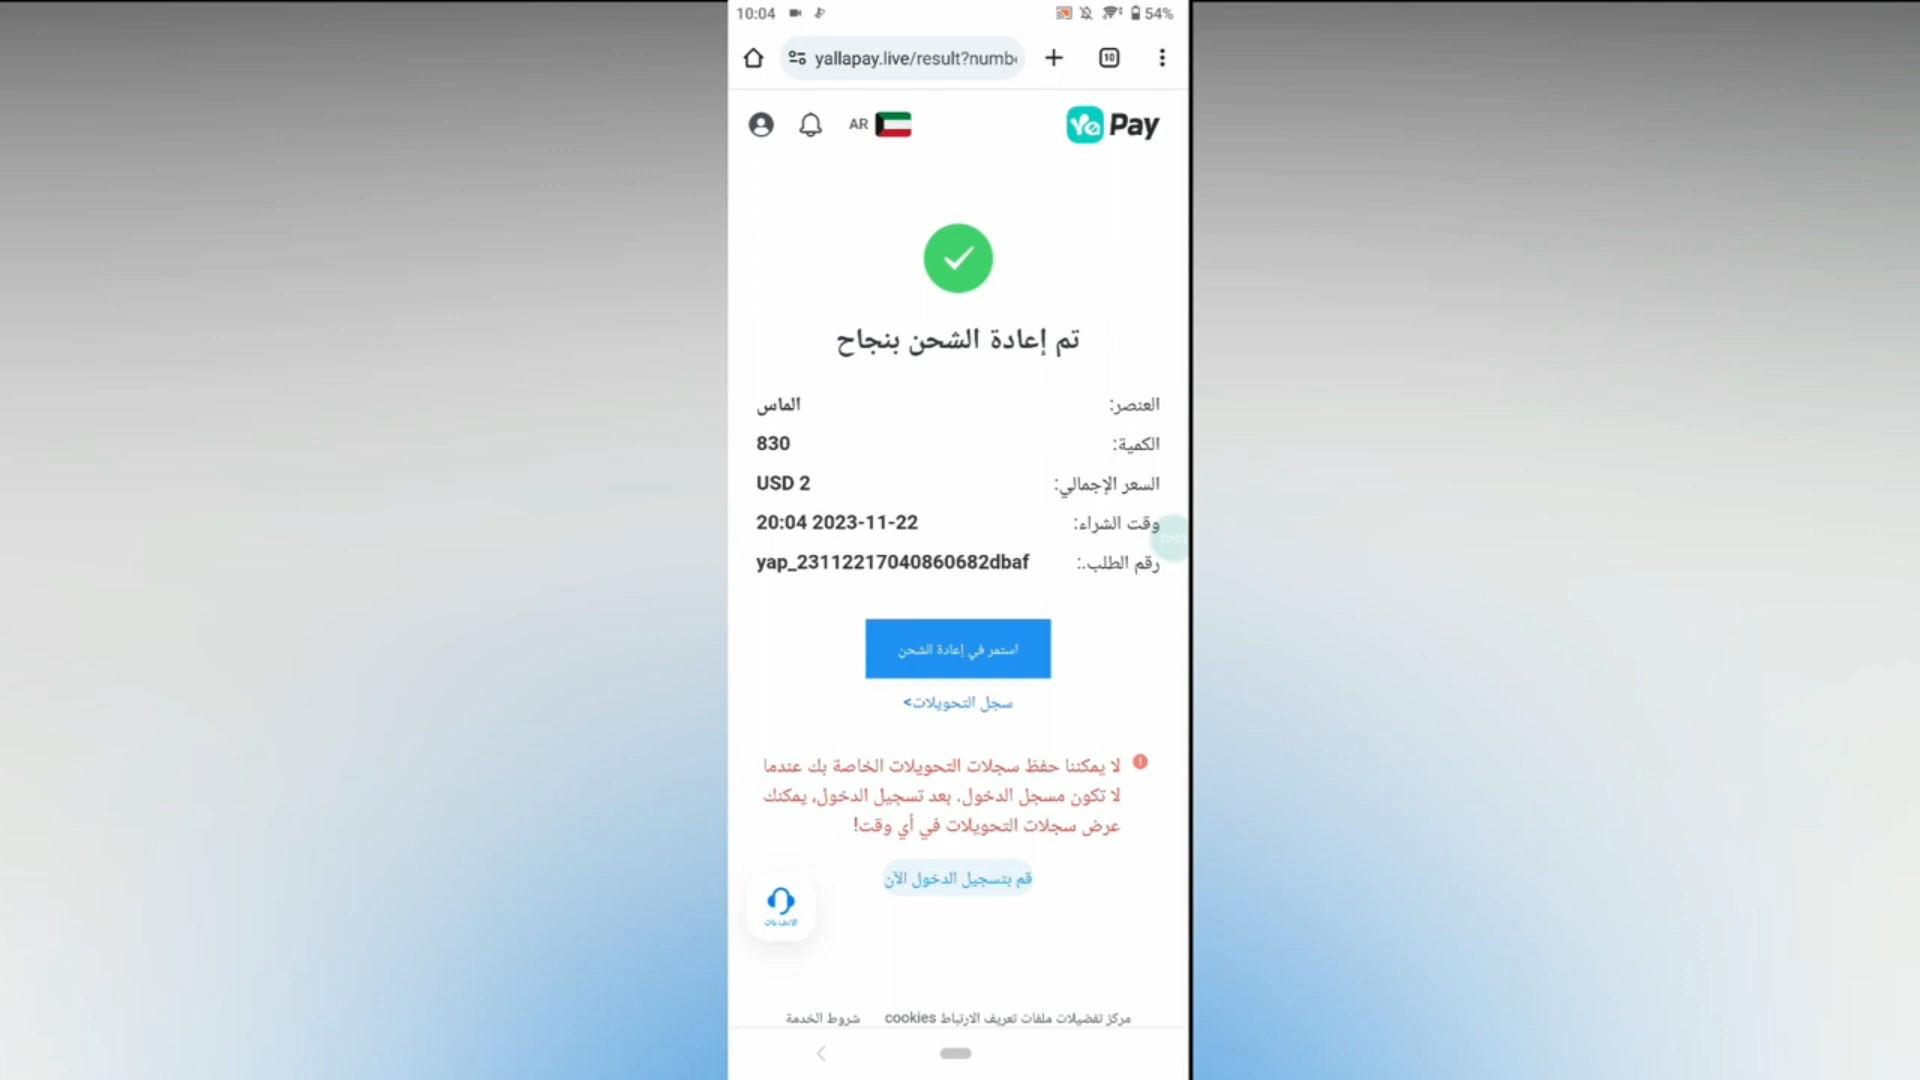 10:04
54%
yallapay.live/result?numb
10
AR
Ya Pay
تم إعادة الشحن بنجاح
العنصر: الماس
الكمية: 830
السعر الإجمالي: USD 2
وقت الشراء: 20:04 2023-11-22
رقم الطلب.: yap_23112217040860682dbaf
استمر في إعادة الشحن
سجل التحويلات>
لا يمكننا حفظ سجلات التحويلات الخاصة بك عندما
لا تكون مسجل الدخول. بعد تسجيل الدخول، يمكنك
عرض سجلات التحويلات في أي وقت!
قم بتسجيل الدخول الآن
مركز تفضيلات ملفات تعريف الارتباط cookies شروط الخدمة